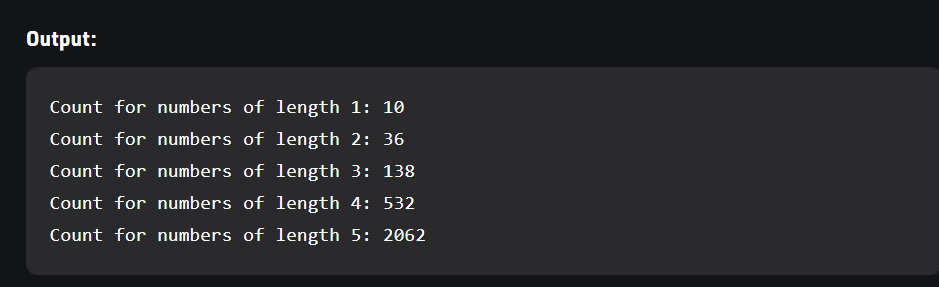 Output:
Count for numbers of length 1: 10
Count for numbers of length 2: 36
Count for numbers of length 3: 138
Count for numbers of length 4: 532
Count for numbers of length 5: 2062